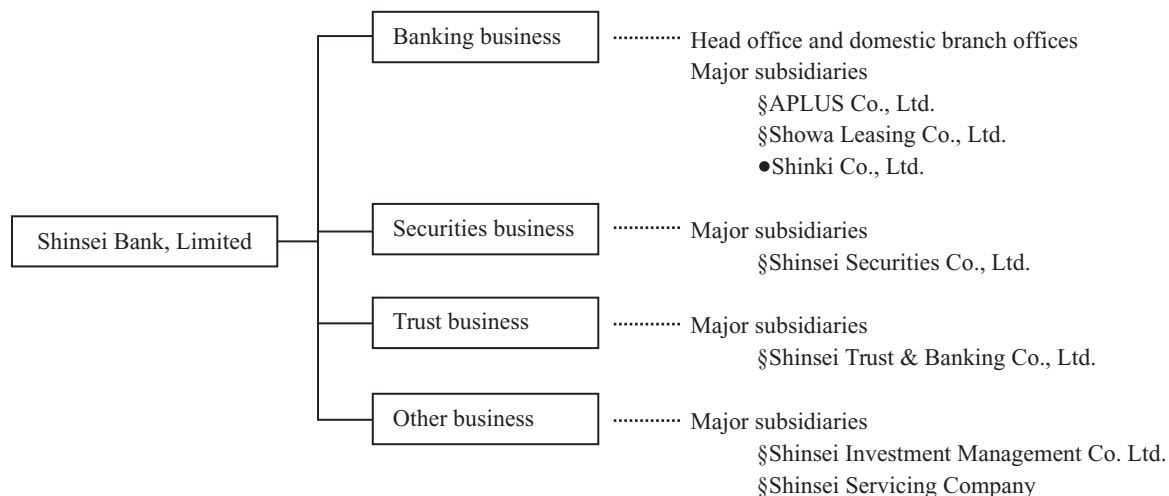 Banking business
Head office and domestic branch offices
Major subsidiaries
§APLUS Co., Ltd.
§Showa Leasing Co., Ltd.
●Shinki Co., Ltd.
Shinsei Bank, Limited
Securities business
Major subsidiaries
§Shinsei Securities Co., Ltd.
Trust business
Major subsidiaries
§Shinsei Trust & Banking Co., Ltd.
Other business
Major subsidiaries
§Shinsei Investment Management Co. Ltd.
§Shinsei Servicing Company